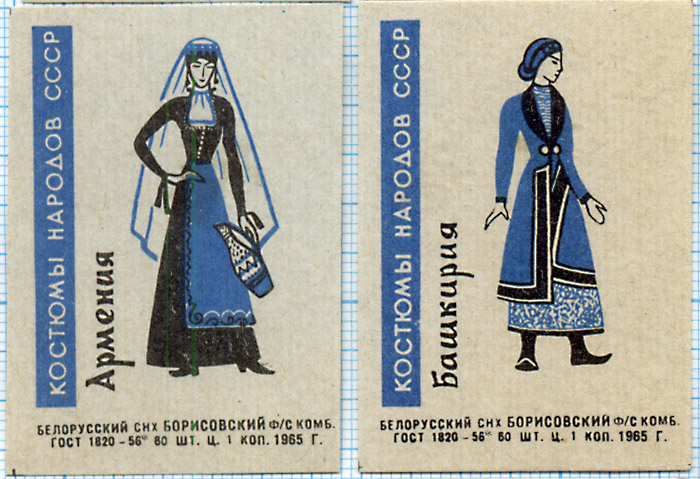 КОСТЮМЫ НАРОДОВ СССР
Армения
БЕЛОРУССКИЙ СНХ БОРИСОВСКИЙ Ф/С КОМБ.
ГОСТ 1820-56 60 ШТ. Ц. 1 КОП. 1965 Г.
КОСТЮМЫ НАРОДОВ СССР
Башкирия
БЕЛОРУССКИЙ СНХ БОРИСОВСКИЙ Ф/С КОМБ.
ГОСТ 1820-56 60 ШТ. Ц. 1 КОП. 1965 Г.